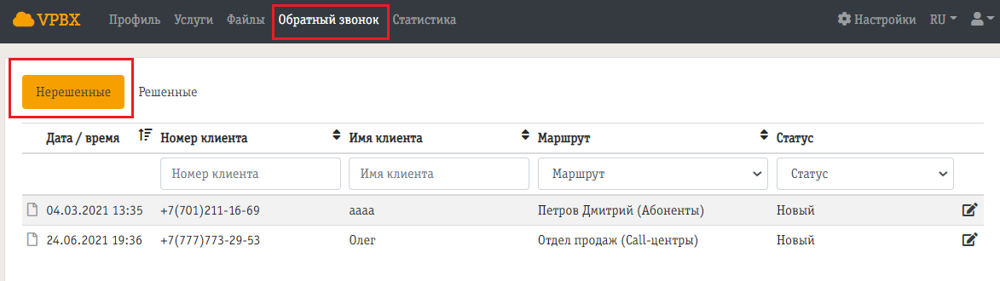 VPBX Профиль Услуги Файлы Обратный звонок Статистика Настройки RU
Нерешенные Решенные
Дата / время Номер клиента Имя клиента Маршрут Статус
Номер клиента Имя клиента Маршрут Статус
04.03.2021 13:35 +7(701)211-16-69 аааа Петров Дмитрий (Абоненты) Новый
24.06.2021 19:36 +7(777)773-29-53 Олег Отдел продаж (Call-центры) Новый